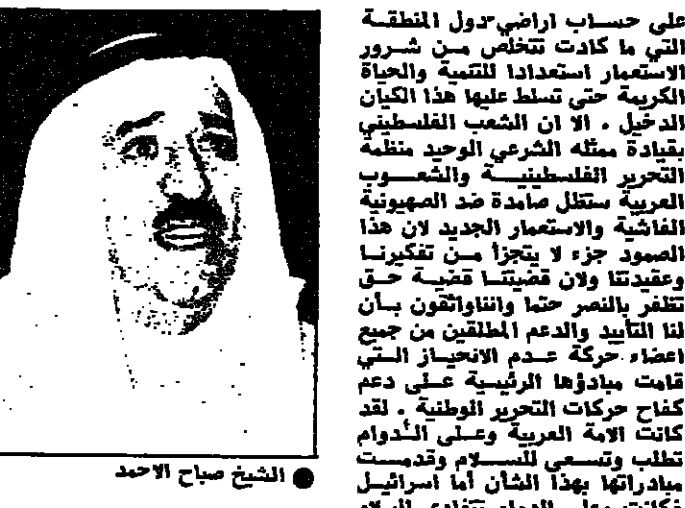 على حساب اراضي دول المنطقة
التي ما كادت تتخلص من شرور
الاستعمار استعدادا للتنمية والحياة
الكريمة حتى تسلط عليها هذا الكيان
الدخيل . الا ان الشعب الفلسطيني
بقيادة ممثله الشرعي الوحيد منظمة
التحرير الفلسطينية والشعوب
العربية ستظل صامدة ضد الصهيونية
الفاشية والاستعمار الجديد لان هذا
الصمود جزء لا يتجزأ من تفكيرنا
وعقيدتنا ولان قضيتنا قضية حق
تظفر بالنصر حتما واننا واثقون بأن
لنا التأييد والدعم المطلقين من جميع
اعضاء حركة عدم الانحياز التي
قامت مبادؤها الرئيسية على دعم
كفاح حركات التحرير الوطنية . لقد
كانت الامة العربية وعلى الدوام
تطلب وتسعى للسلام وقدمت
مبادراتها بهذا الشأن أما اسرائيل
فكانت وعلى الدوام تتفادى السلام
● الشيخ صباح الاحمد